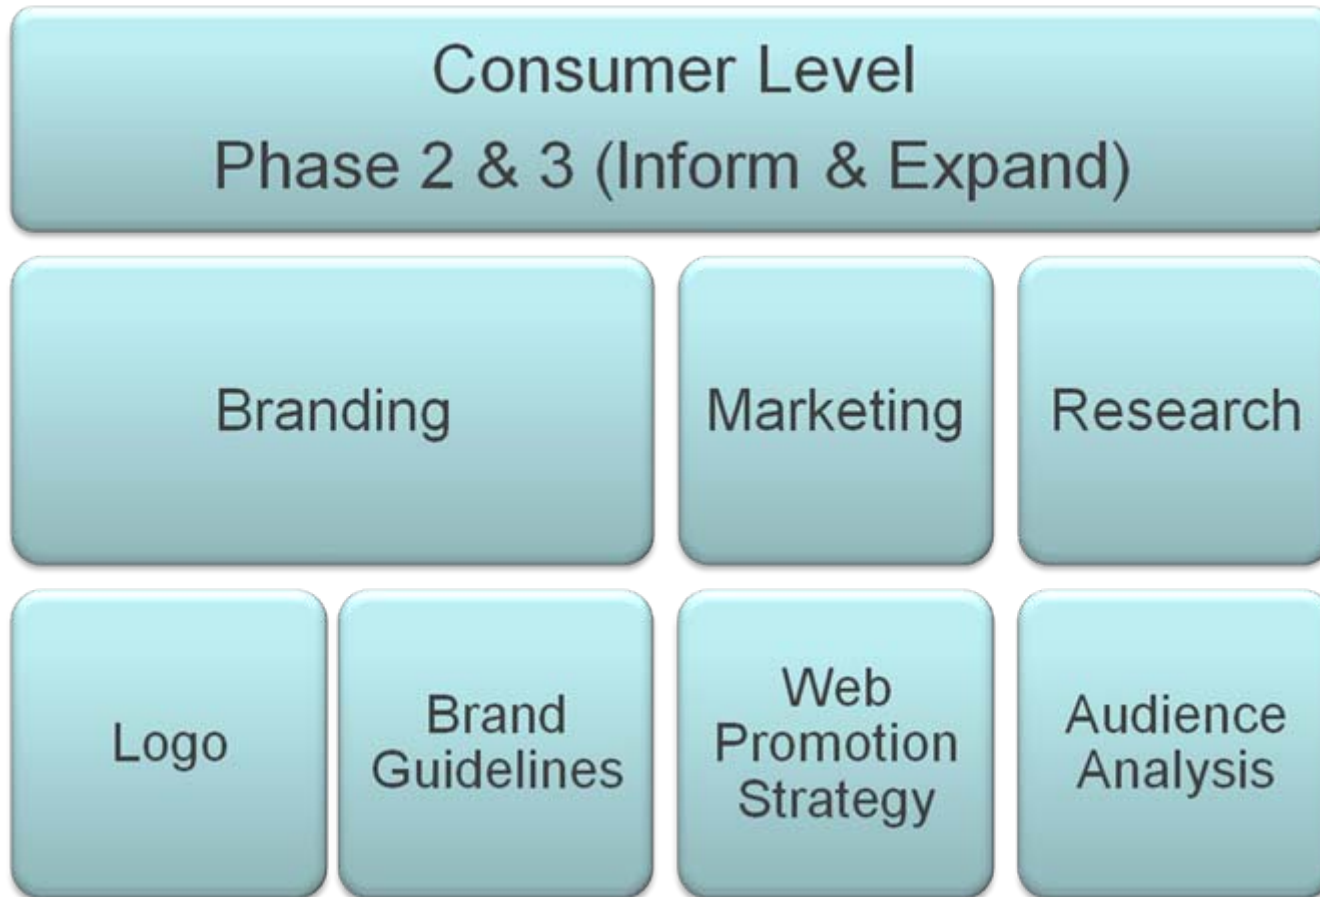 Consumer Level
Phase 2 & 3 (Inform & Expand)
Branding
Marketing
Research
Logo
Brand
Guidelines
Web
Promotion
Strategy
Audience
Analysis